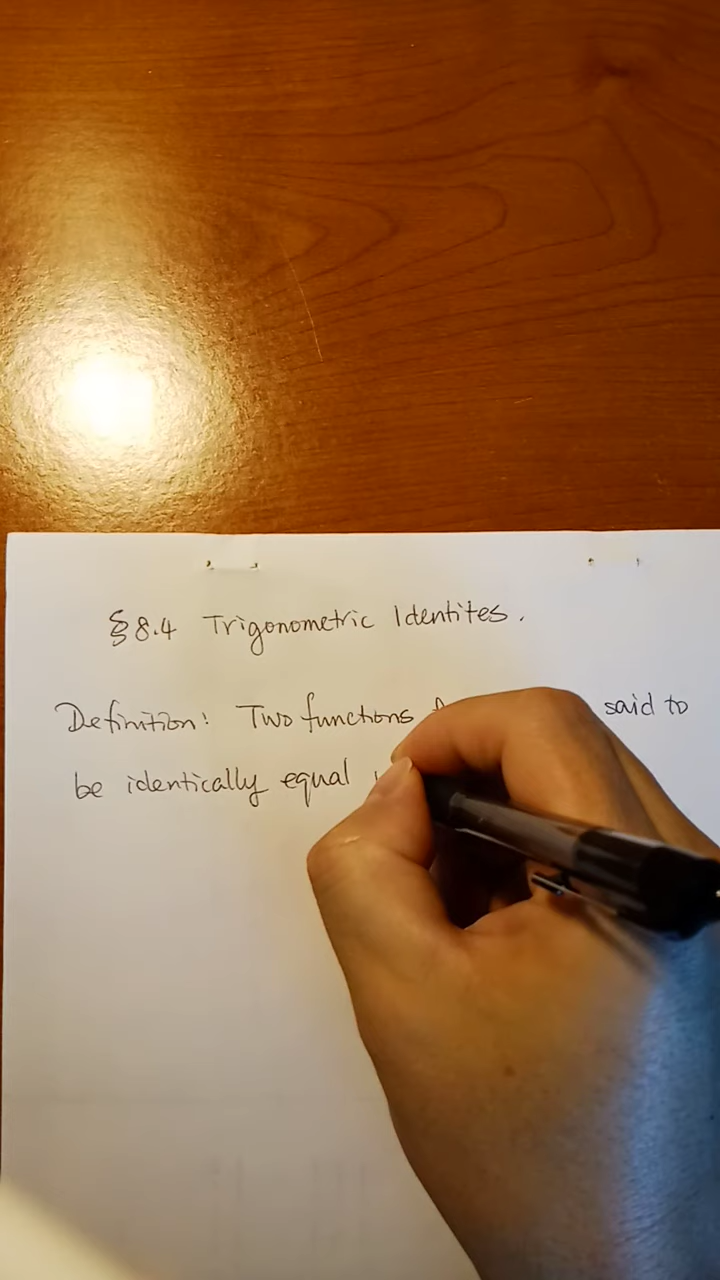 §8.4 Trigonometric Identites.
Definition: Two functions said to
be identically equal